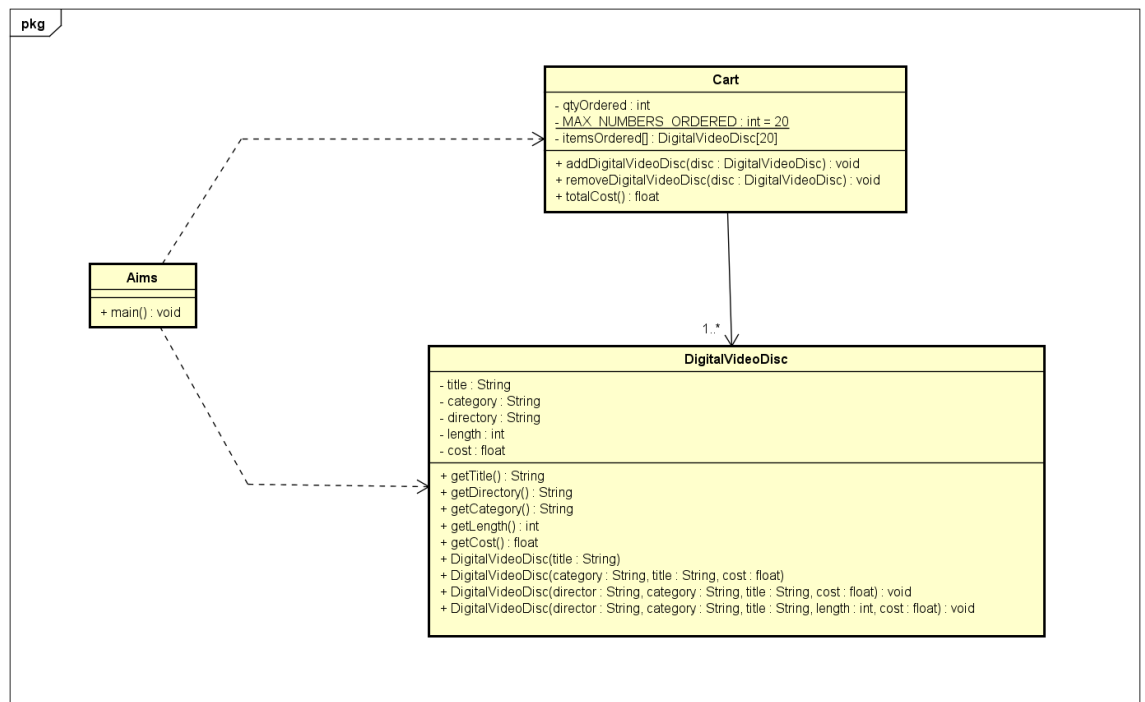 pkg
Cart
- qtyOrdered : int
- MAX_NUMBERS_ORDERED : int = 20
- itemsOrdered[] : DigitalVideoDisc[20]
+ addDigitalVideoDisc(disc : DigitalVideoDisc) : void
+ removeDigitalVideoDisc(disc : DigitalVideoDisc) : void
+ totalCost() : float
Aims
+ main() : void
1..*
DigitalVideoDisc
- title : String
- category : String
- directory : String
- length : int
- cost : float
+ getTitle() : String
+ getDirectory() : String
+ getCategory() : String
+ getLength() : int
+ getCost() : float
+ DigitalVideoDisc(title : String)
+ DigitalVideoDisc(category : String, title : String, cost : float)
+ DigitalVideoDisc(director : String, category : String, title : String, cost : float) : void
+ DigitalVideoDisc(director : String, category : String, title : String, length : int, cost : float) : void